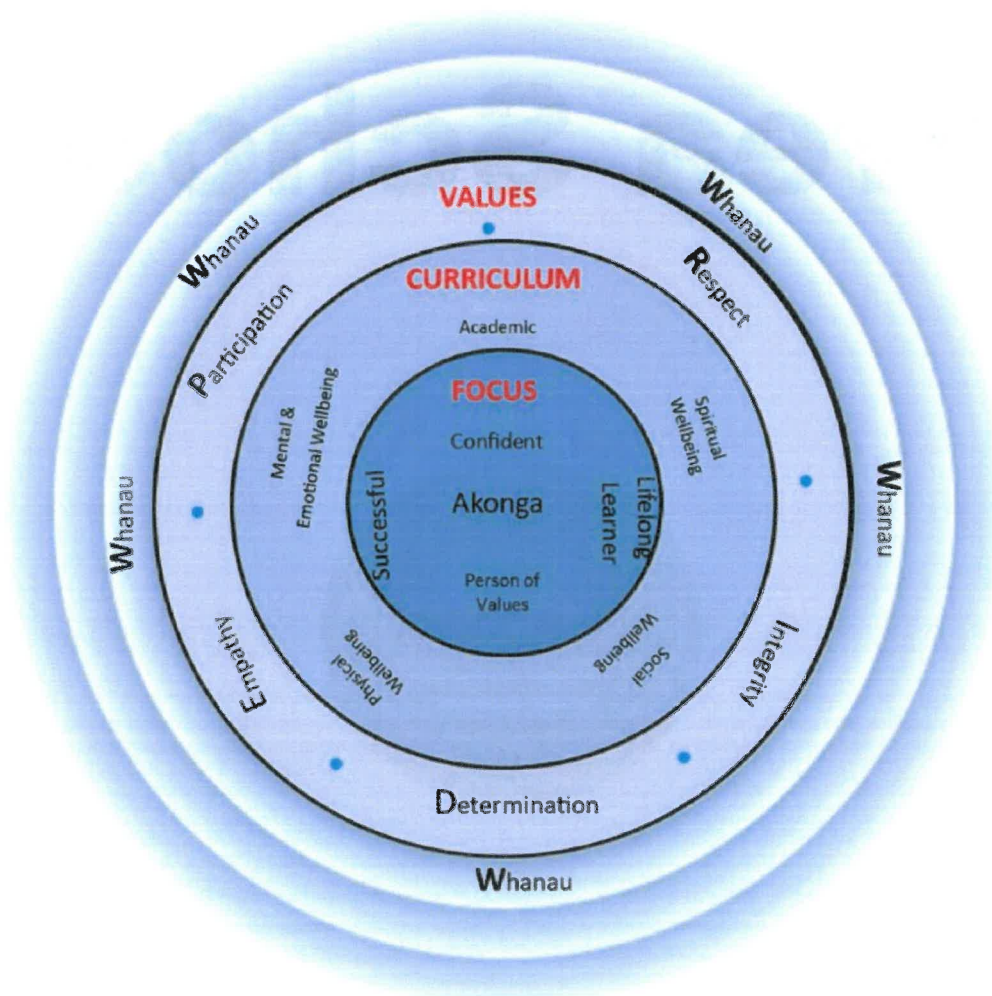 VALUES
Whanau
Whanau
Whanau
Whanau
Whanau
Participation
Respect
Integrity
Determination
Empathy
CURRICULUM
Academic
Mental &
Emotional Wellbeing
Spiritual
Wellbeing
Social
Wellbeing
Physical
Wellbeing
FOCUS
Confident
Successful
Akonga
Lifelong
Learner
Person of
Values